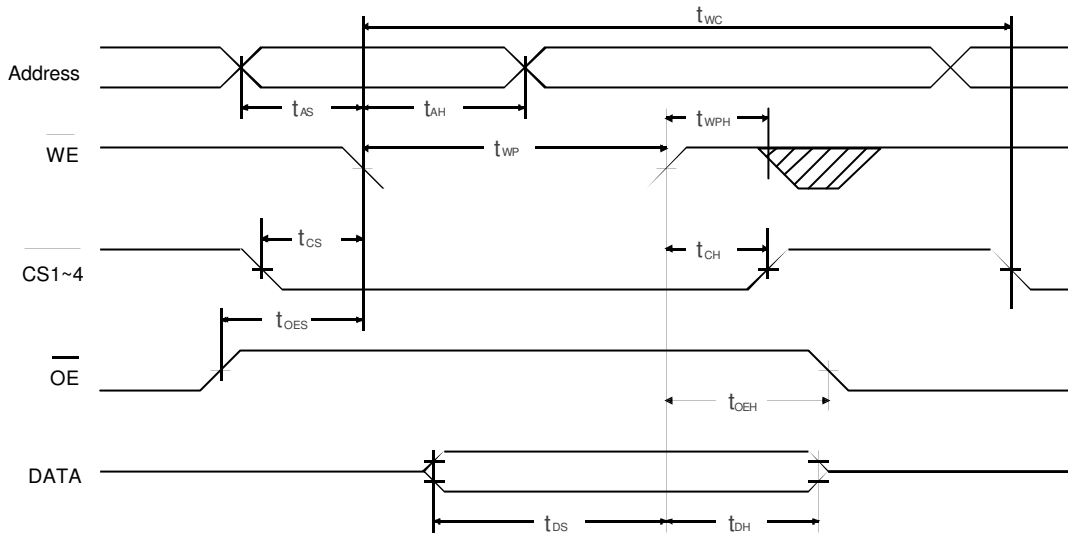 tWC
Address
tAS
tAH
tWPH
WE
tWP
tCS
tCH
CS1~4
tOES
OE
tOEH
DATA
tDS
tDH